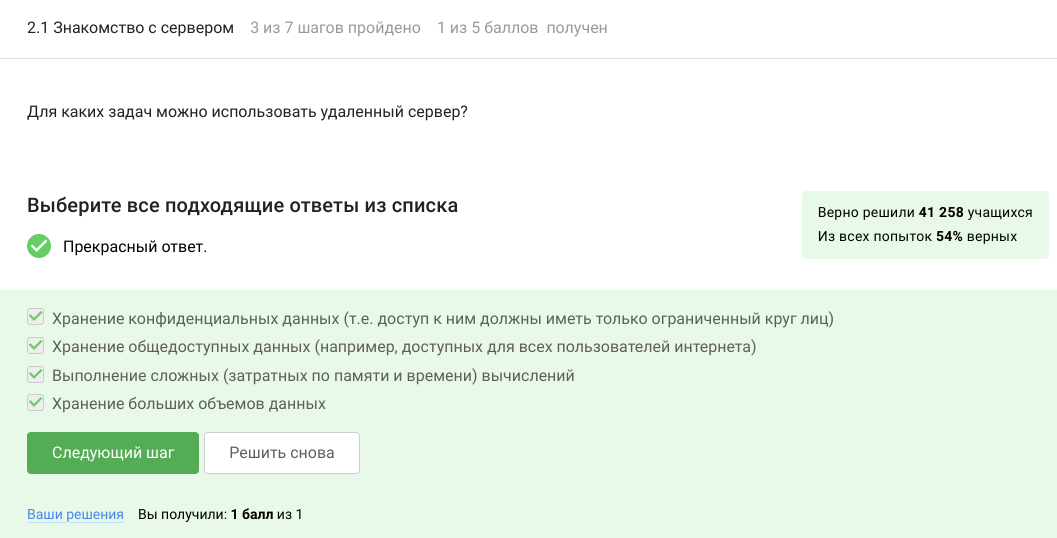 2.1 Знакомство с сервером 3 из 7 шагов пройдено 1 из 5 баллов получен
Для каких задач можно использовать удаленный сервер?
Выберите все подходящие ответы из списка
Верно решили 41 258 учащихся
Из всех попыток 54% верных
Прекрасный ответ.
Хранение конфиденциальных данных (т.е. доступ к ним должны иметь только ограниченный круг лиц)
Хранение общедоступных данных (например, доступных для всех пользователей интернета)
Выполнение сложных (затратных по памяти и времени) вычислений
Хранение больших объемов данных
Следующий шаг Решить снова
Ваши решения Вы получили: 1 балл из 1